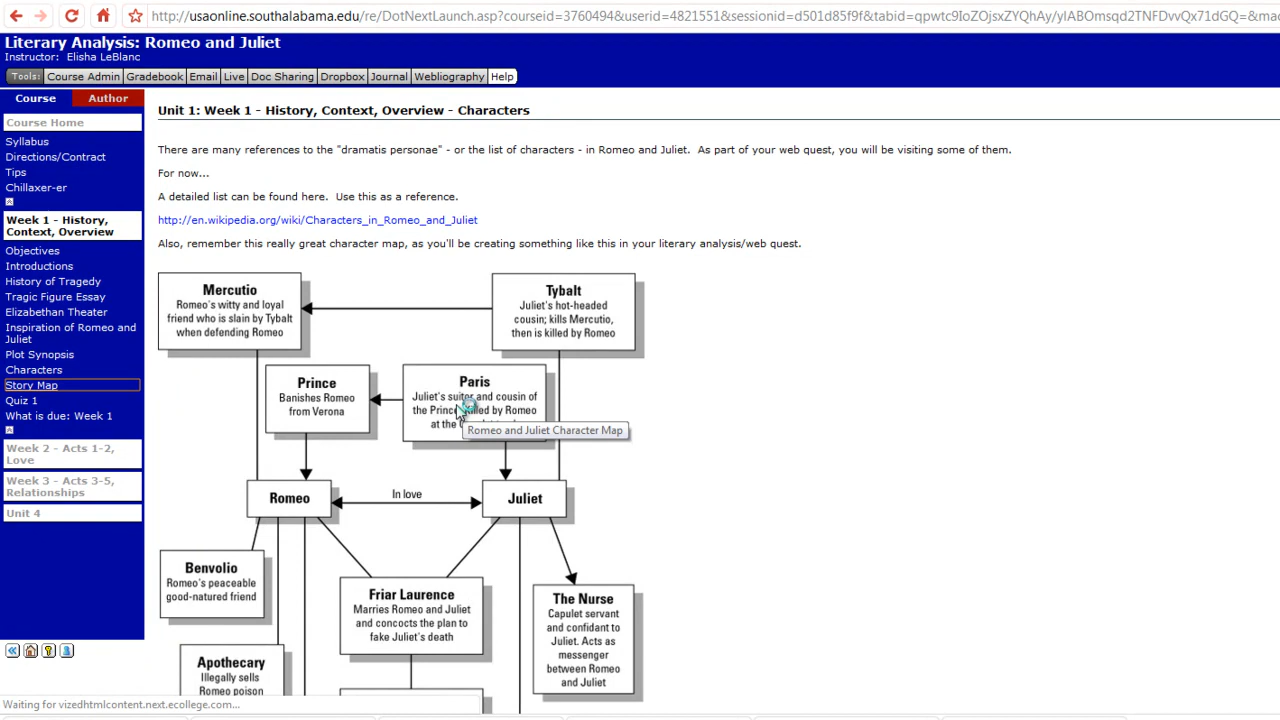 http://usaonline.southalabama.edu/re/DotNextLaunch.asp?courseid=3760494&userid=4821551&sessionid=d301d85f9f&tabid=
Literary Analysis: Romeo and Juliet
Instructor: Elisha LeBlanc
Tools: Course Admin Gradebook Email Live Doc Sharing Dropbox Journal Webliography Help
Course Author
Course Home
Syllabus
Directions/Contract
Tips
Chillaxer-er
Week 1 - History,
Context, Overview
Objectives
Introductions
History of Tragedy
Tragic Figure Essay
Elizabethan Theater
Inspiration of Romeo and
Juliet
Plot Synopsis
Characters
Story Map
Quiz 1
What is due: Week 1
Week 2 - Acts 1-2,
Love
Week 3 - Acts 3-5,
Relationships
Unit 4
Unit 1: Week 1 - History, Context, Overview - Characters
There are many references to the "dramatis personae" - or the list of characters - in Romeo and Juliet. As part of your web quest, you will be visiting some of them.
For now...
A detailed list can be found here. Use this as a reference.
http://en.wikipedia.org/wiki/Characters_in_Romeo_and_Juliet
Also, remember this really great character map, as you'll be creating something like this in your literary analysis/web quest.
Mercutio
Romeo's witty and loyal
friend who is slain by Tybalt
when defending Romeo
Tybalt
Juliet's hot-headed
cousin; kills Mercutio,
then is killed by Romeo
Prince
Banishes Romeo
from Verona
Paris
Juliet's suitor and cousin of
the Prince killed by Romeo
at the
Romeo and Juliet Character Map
Romeo
In love
Juliet
Benvolio
Romeo's peaceable
good-natured friend
Friar Laurence
Marries Romeo and Juliet
and concocts the plan to
fake Juliet's death
The Nurse
Capulet servant
and confidant to
Juliet. Acts as
messenger
between Romeo
and Juliet
Apothecary
Illegally sells
Romeo poison
Waiting for vizedhtmlcontent.next.ecollege.com...